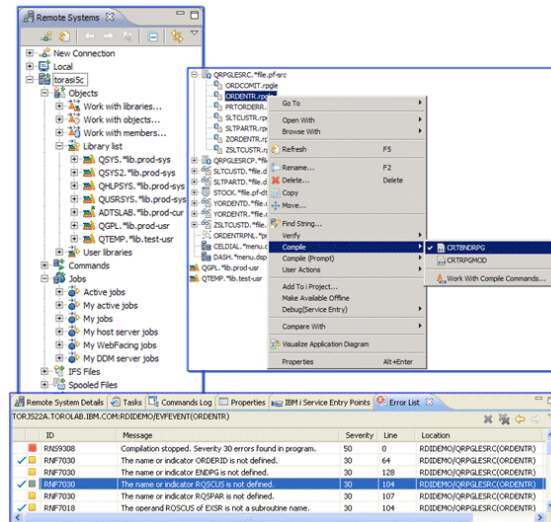 Remote Systems
New Connection
Local
torasi5c
Objects
Work with libraries...
Work with objects...
Work with members...
Library list
QSYS.*lib.prod-sys
QSYS2.*lib.prod-sys
QHLPSYS.*lib.prod-sys
QUSRSYS.*lib.prod-sys
ADTSLAB.*lib.prod-cur
QGPL.*lib.prod-usr
QTEMP.*lib.test-usr
User libraries
Commands
Jobs
Active jobs
My active jobs
My jobs
My host server jobs
My WebFacing jobs
My DDM server jobs
IFS Files
Spooled Files
QRPGLESRC.*file.pf-src
ORDCOMIT.rpgle
ORDENTR.rpgle
PRTORDERR.
SLTCUSTR.rp
SLTPARTR.rp
ZORDENTR.rp
ZSLTCUSTR.r
QRPGLESRCP.*file
SLTCUSTD.*file.d
SLTPARTD.*file.d
STOCK.*file.pf-dt
YORDENTD.*file.
YORDENTR.*file.
ZSLTCUSTD.*file
ORDENTRPNL.*p
CELDIAL.*menu.d
DASH.*menu.dsp
QGPL.*lib.prod-usr
QTEMP.*lib.test-usr
Go To
Open With
Browse With
Refresh F5
Rename... F2
Delete... Delete
Copy
Move...
Find String...
Verify
Compile
Compile (Prompt)
User Actions
Add To i Project...
Make Available Offline
Debug(Service Entry)
Compare With
Visualize Application Diagram
Properties Alt+Enter
CRTBNDRPG
CRTRPGMOD
Work With Compile Commands...
Remote System Details Tasks Commands Log Properties IBM i Service Entry Points Error List
TORJS22A.TOROLAB.IBM.COM:RDIDEMO/EVFEVENT(ORDENTR)
ID Message Severity Line Location
RNS9308 Compilation stopped. Severity 30 errors found in program. 50 0 RDIDEMO/QRPGLESRC(ORDENTR)
RNF7030 The name or indicator ORDERID is not defined. 30 64 RDIDEMO/QRPGLESRC(ORDENTR)
RNF7030 The name or indicator ENDPG is not defined. 30 128 RDIDEMO/QRPGLESRC(ORDENTR)
RNF7030 The name or indicator RQSCUS is not defined. 30 104 RDIDEMO/QRPGLESRC(ORDENTR)
RNF7030 The name or indicator RQSPAR is not defined. 30 107 RDIDEMO/QRPGLESRC(ORDENTR)
RNF7018 The operand RQSCUS of EXSR is not a subroutine name. 30 104 RDIDEMO/QRPGLESRC(ORDENTR)